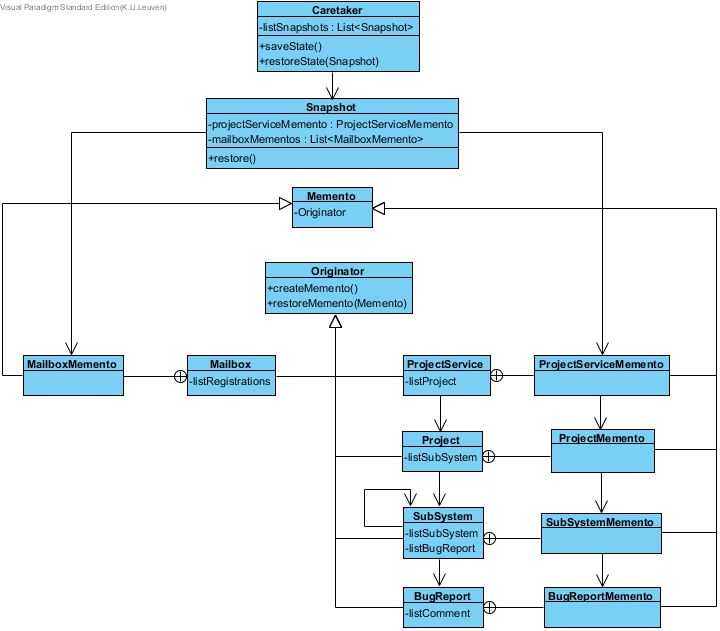 Visual Paradigm Standard Edition(K.U.Leuven)
Caretaker
-listSnapshots : List<Snapshot>
+saveState()
+restoreState(Snapshot)
Snapshot
-projectServiceMemento : ProjectServiceMemento
-mailboxMementos : List<MailboxMemento>
+restore()
Memento
-Originator
Originator
+createMemento()
+restoreMemento(Memento)
MailboxMemento
Mailbox
-listRegistrations
ProjectService
-listProject
ProjectServiceMemento
Project
-listSubSystem
ProjectMemento
SubSystem
-listSubSystem
-listBugReport
SubSystemMemento
BugReport
-listComment
BugReportMemento